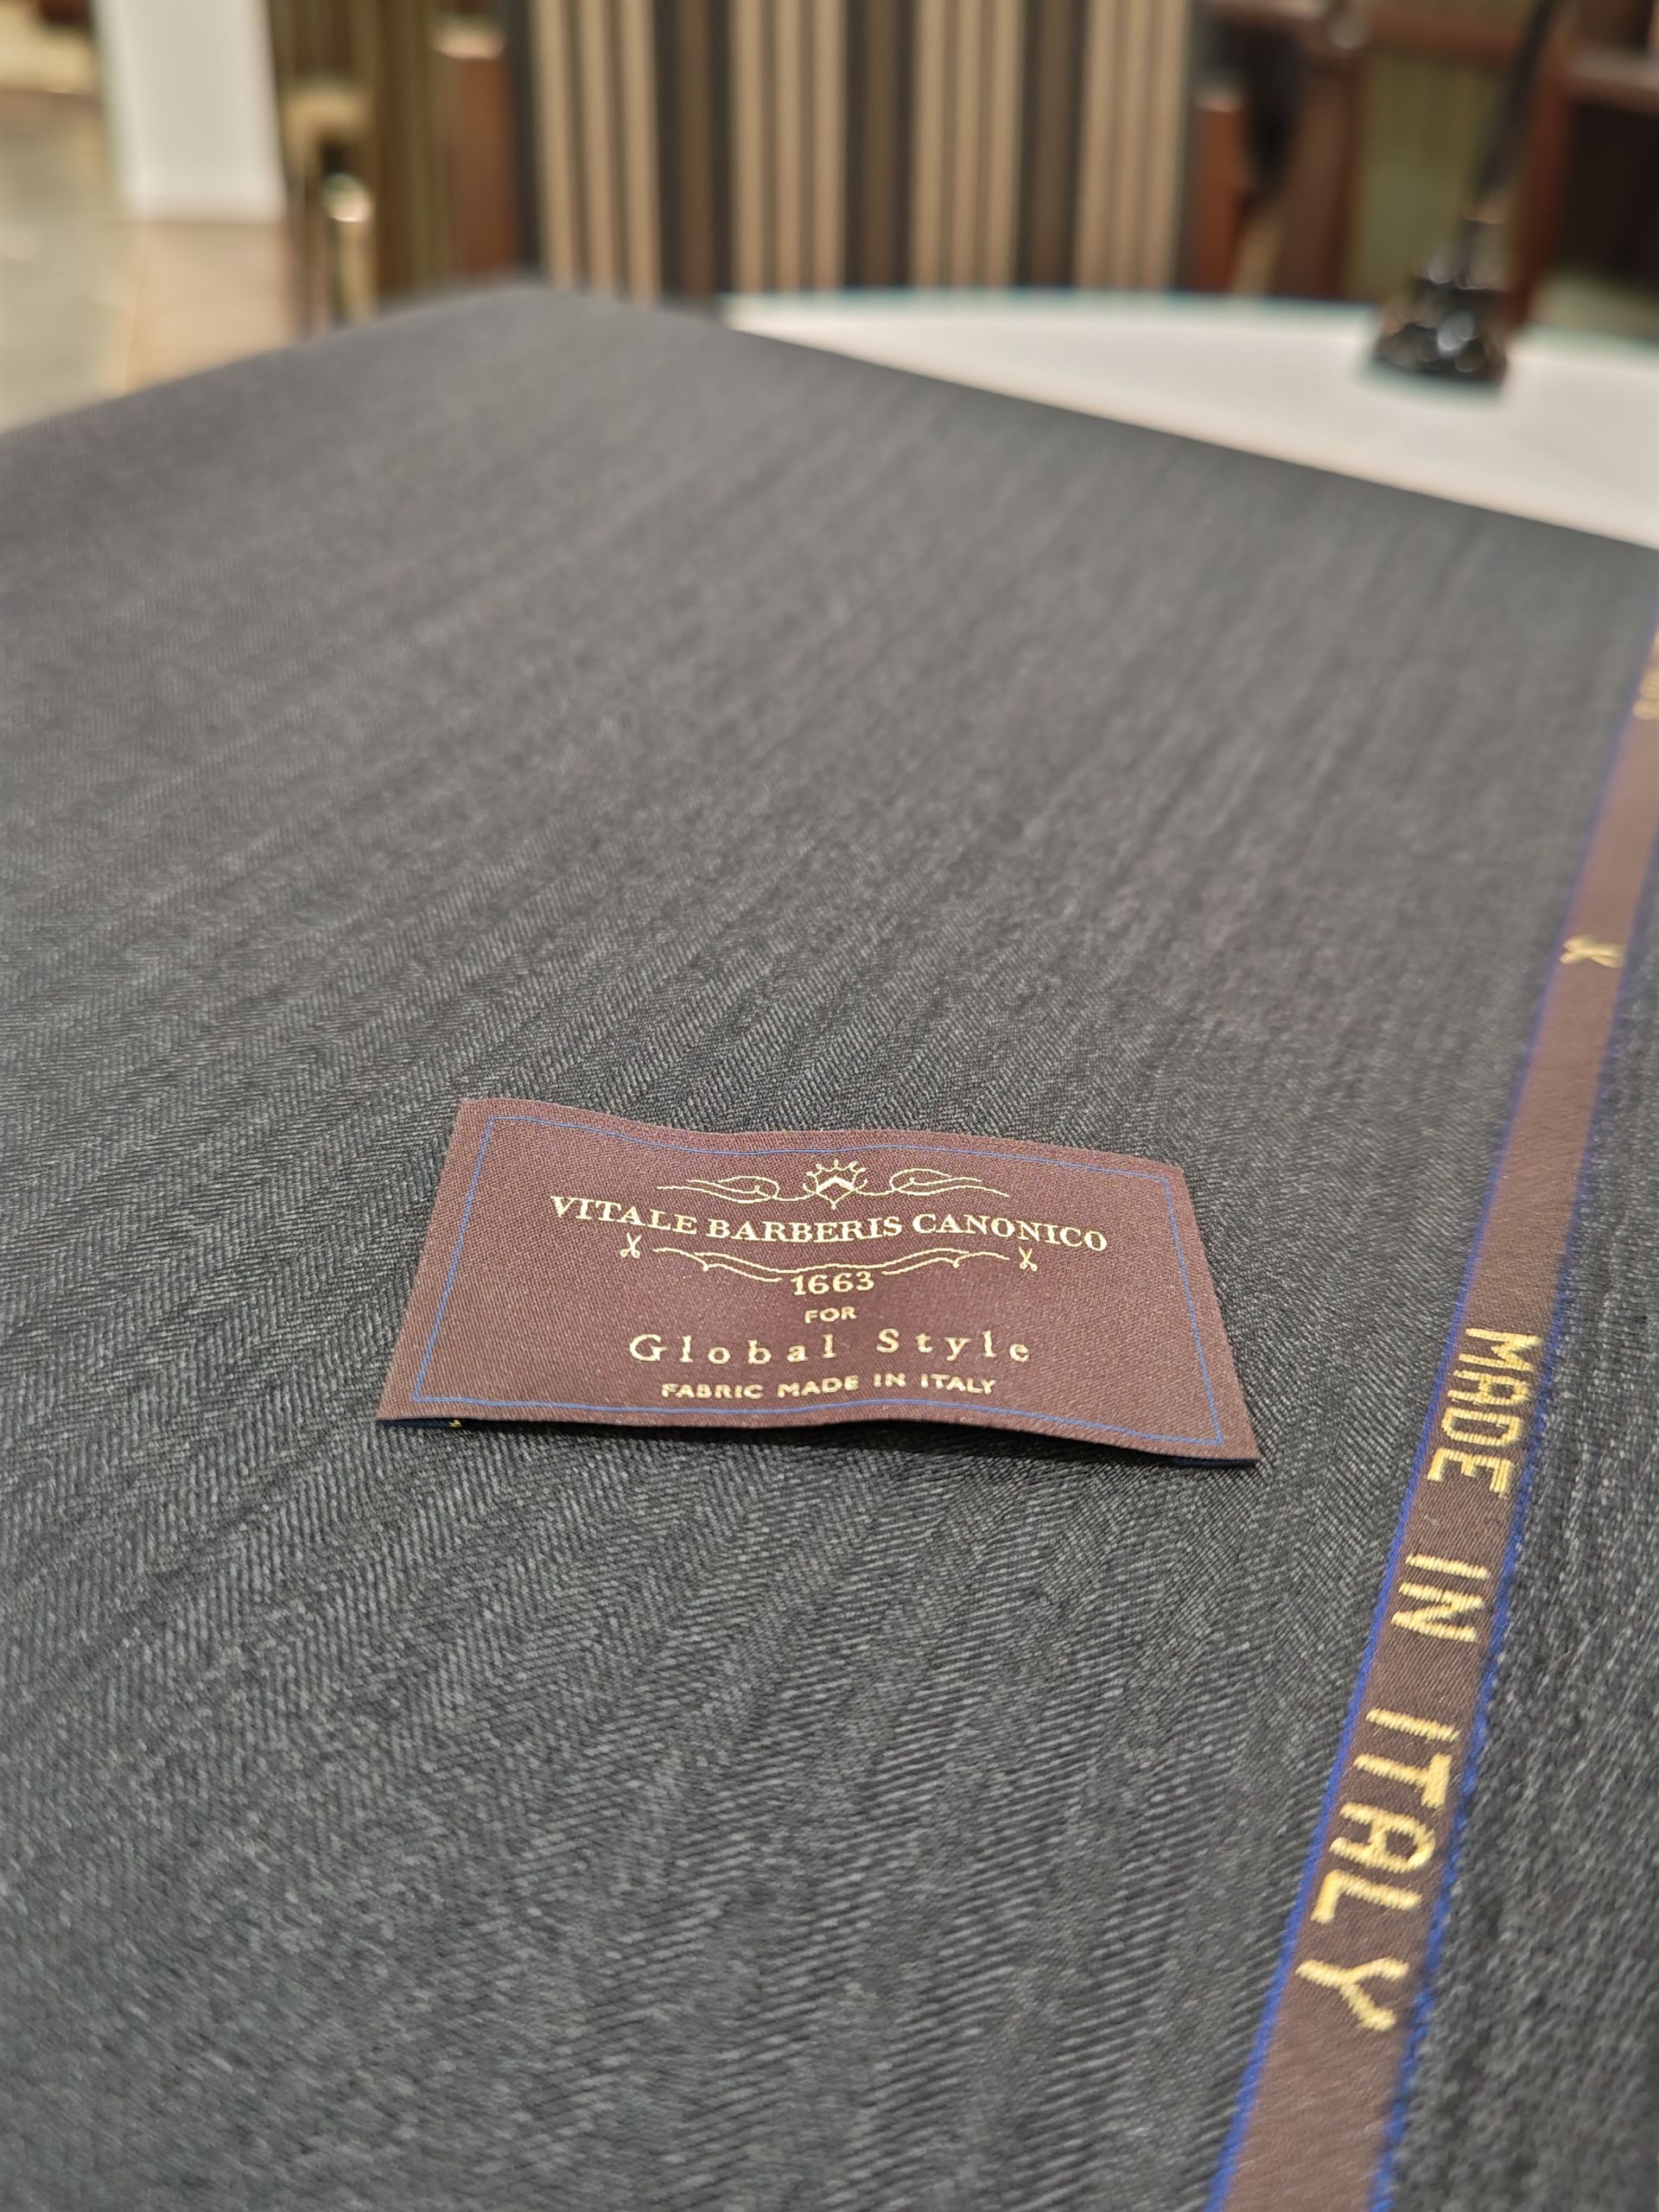 VITALE BARBERIS CANONICO
1663
FOR
Global Style
FABRIC MADE IN ITALY
MADE IN ITALY